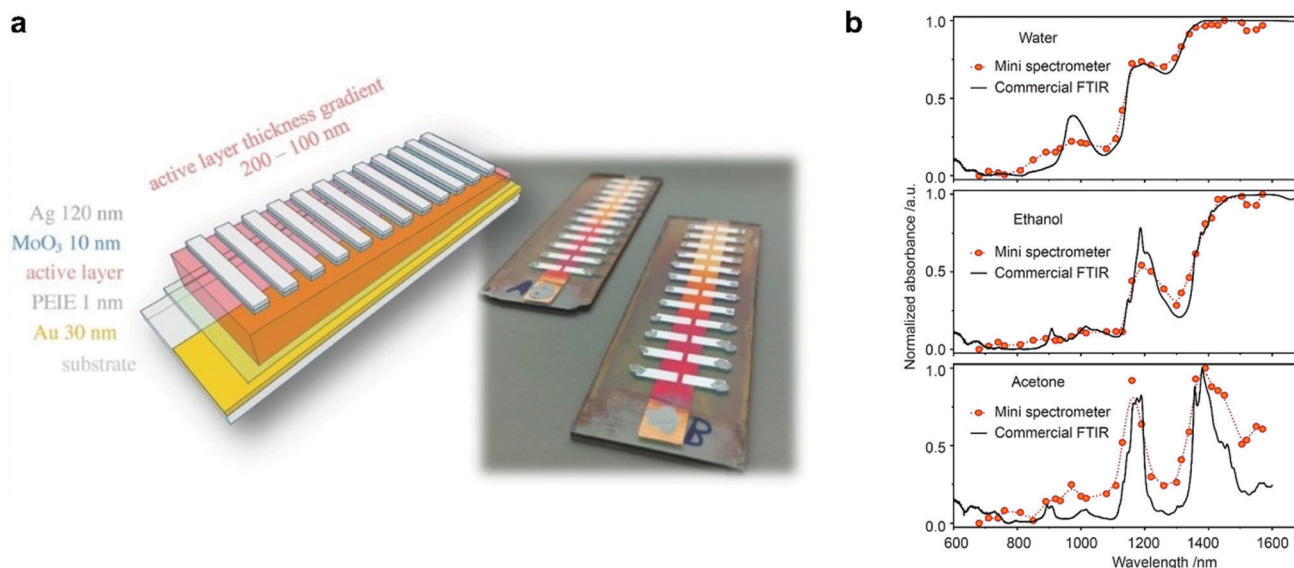 a
active layer thickness gradient
200 – 100 nm
Ag 120 nm
MoO₃ 10 nm
active layer
PEIE 1 nm
Au 30 nm
substrate
A
B
b
Normalized absorbance /a.u.
1.0
0.5
0.0
Water
Mini spectrometer
Commercial FTIR
1.0
0.5
0.0
Ethanol
Mini spectrometer
Commercial FTIR
1.0
0.5
0.0
Acetone
Mini spectrometer
Commercial FTIR
600 800 1000 1200 1400 1600
Wavelength /nm